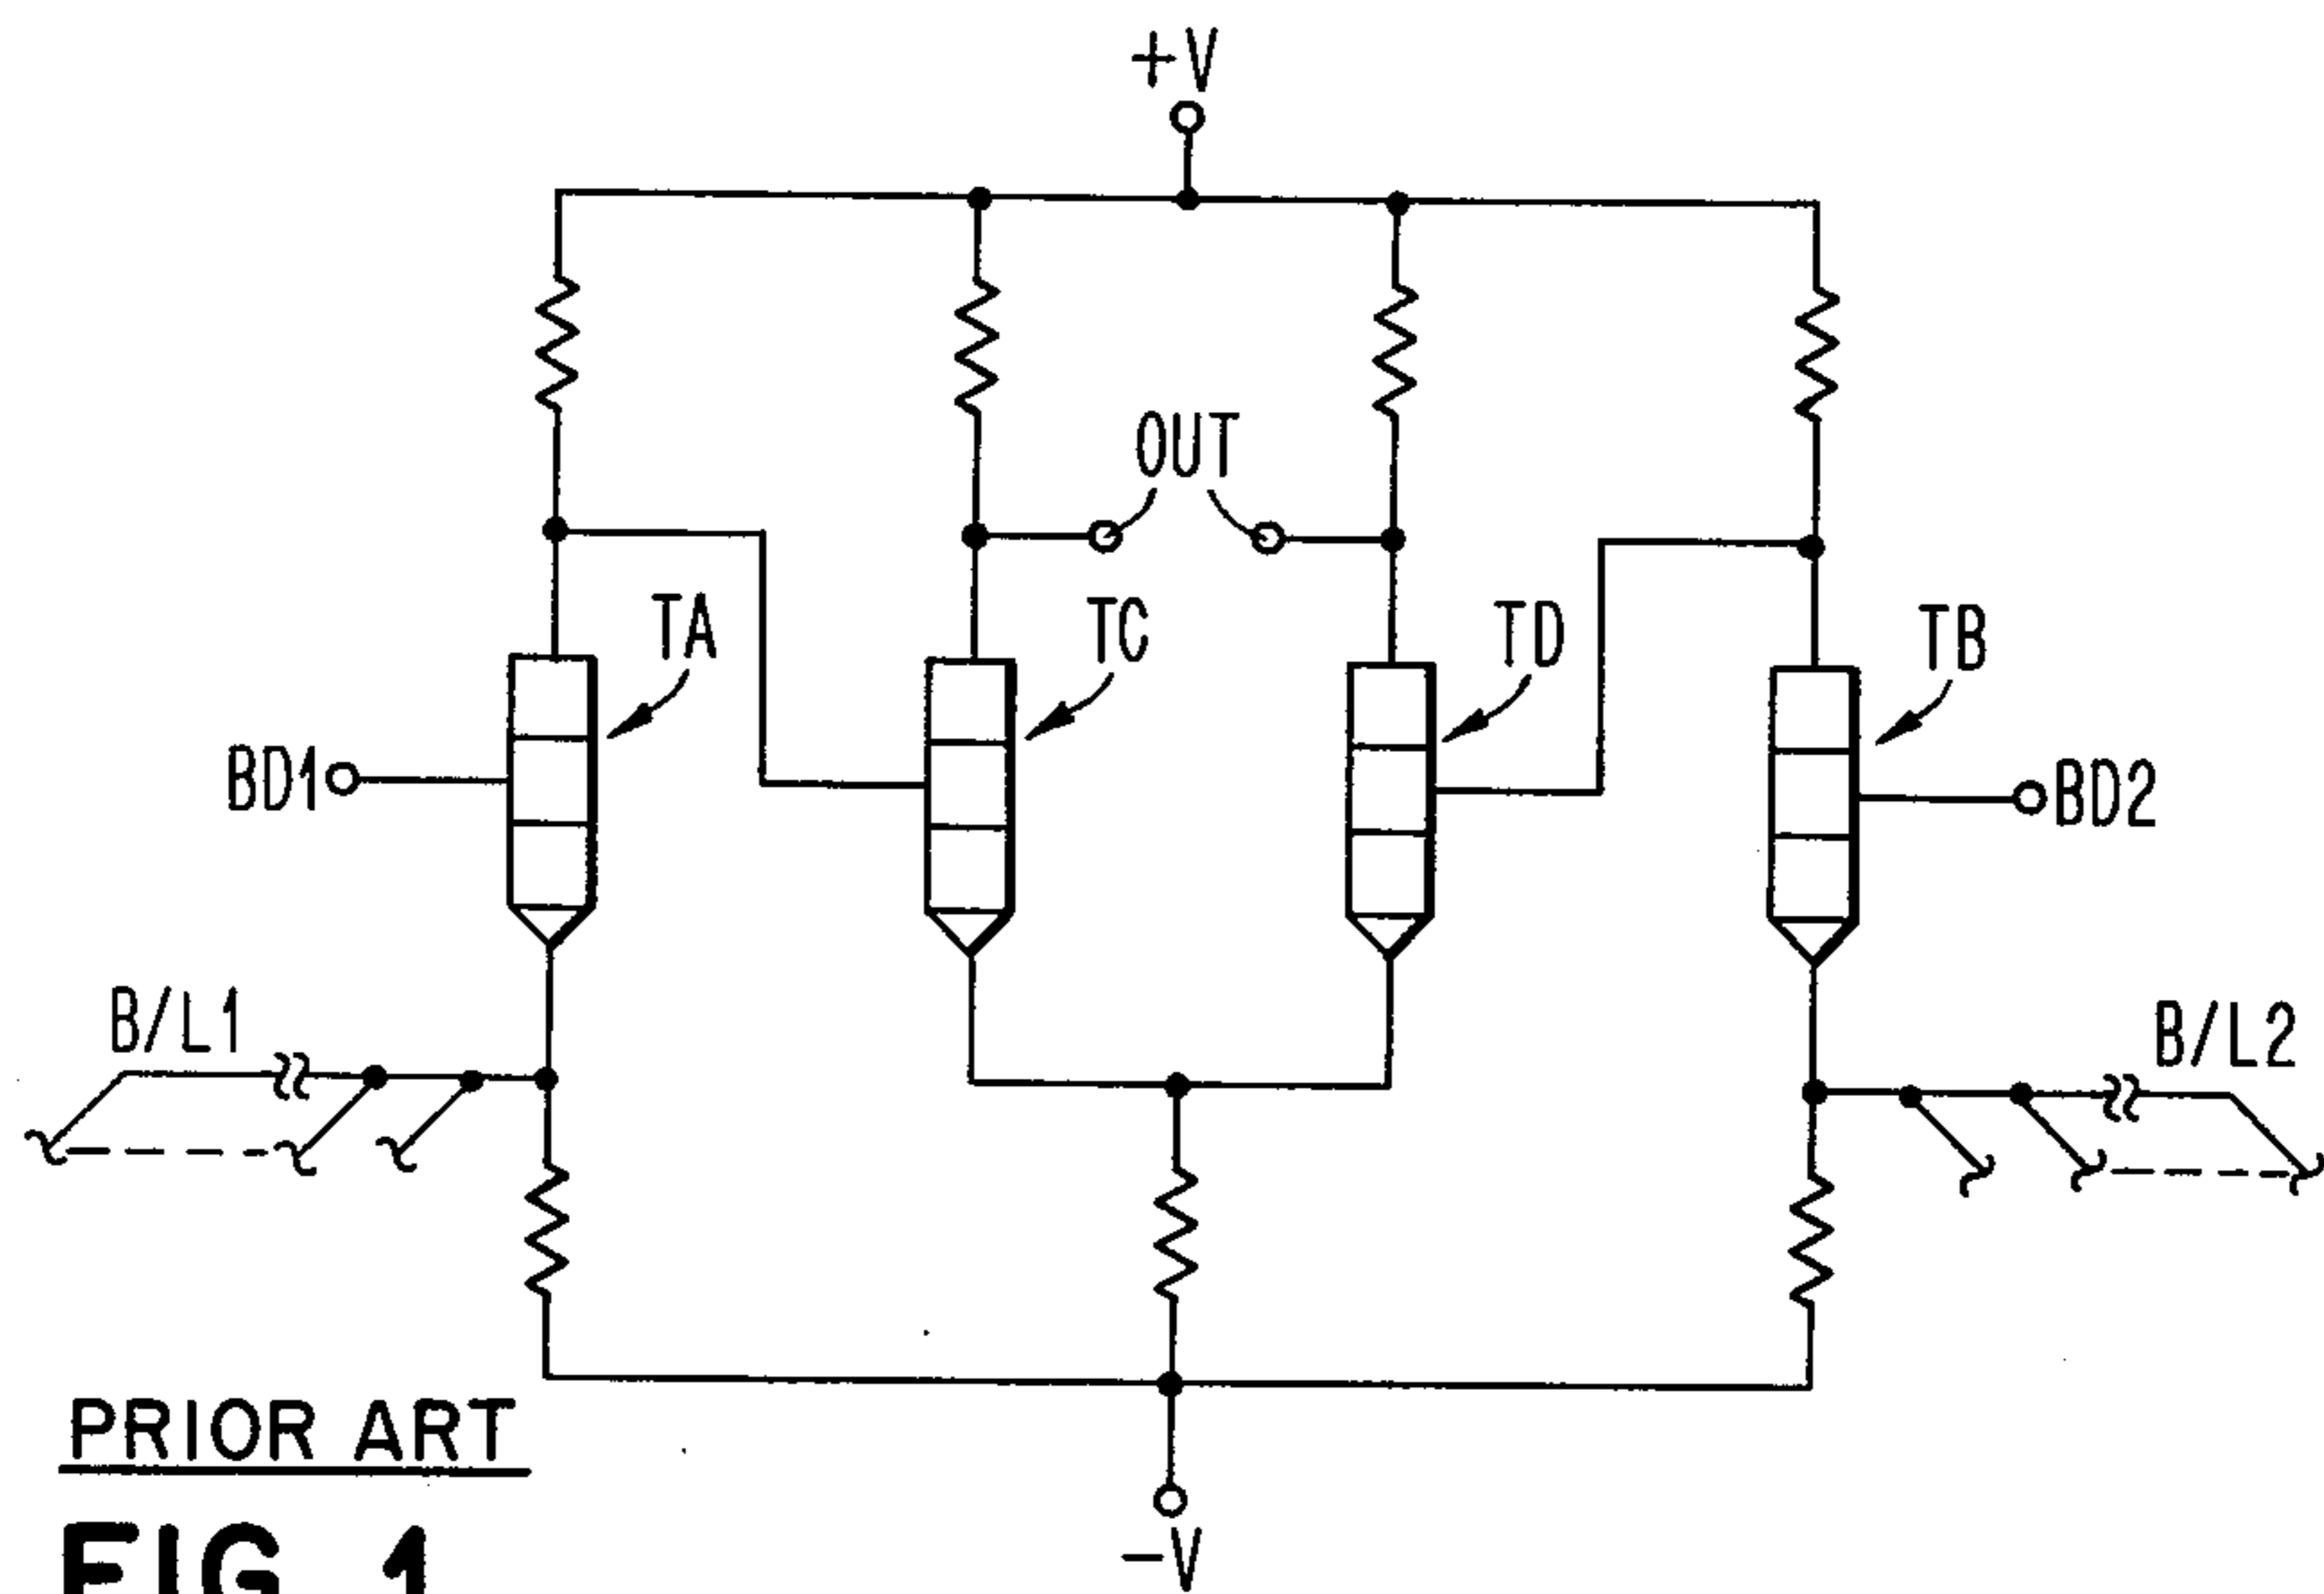 +V
OUT
TA
TC
TD
TB
BD1
BD2
B/L1
B/L2
PRIOR ART
-V
FIG 1